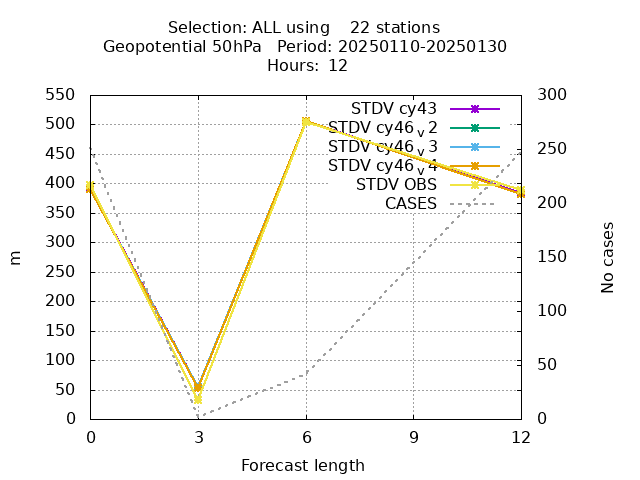 Selection: ALL using 22 stations
Geopotential 50hPa Period: 20250110-20250130
Hours: 12
550
500
450
400
350
300
250
200
150
100
50
0
m
300
250
200
150
100
50
0
No cases
STDV cy43
STDV cy46 v 2
STDV cy46 v 3
STDV cy46 v 4
STDV OBS
CASES
0 3 6 9 12
Forecast length